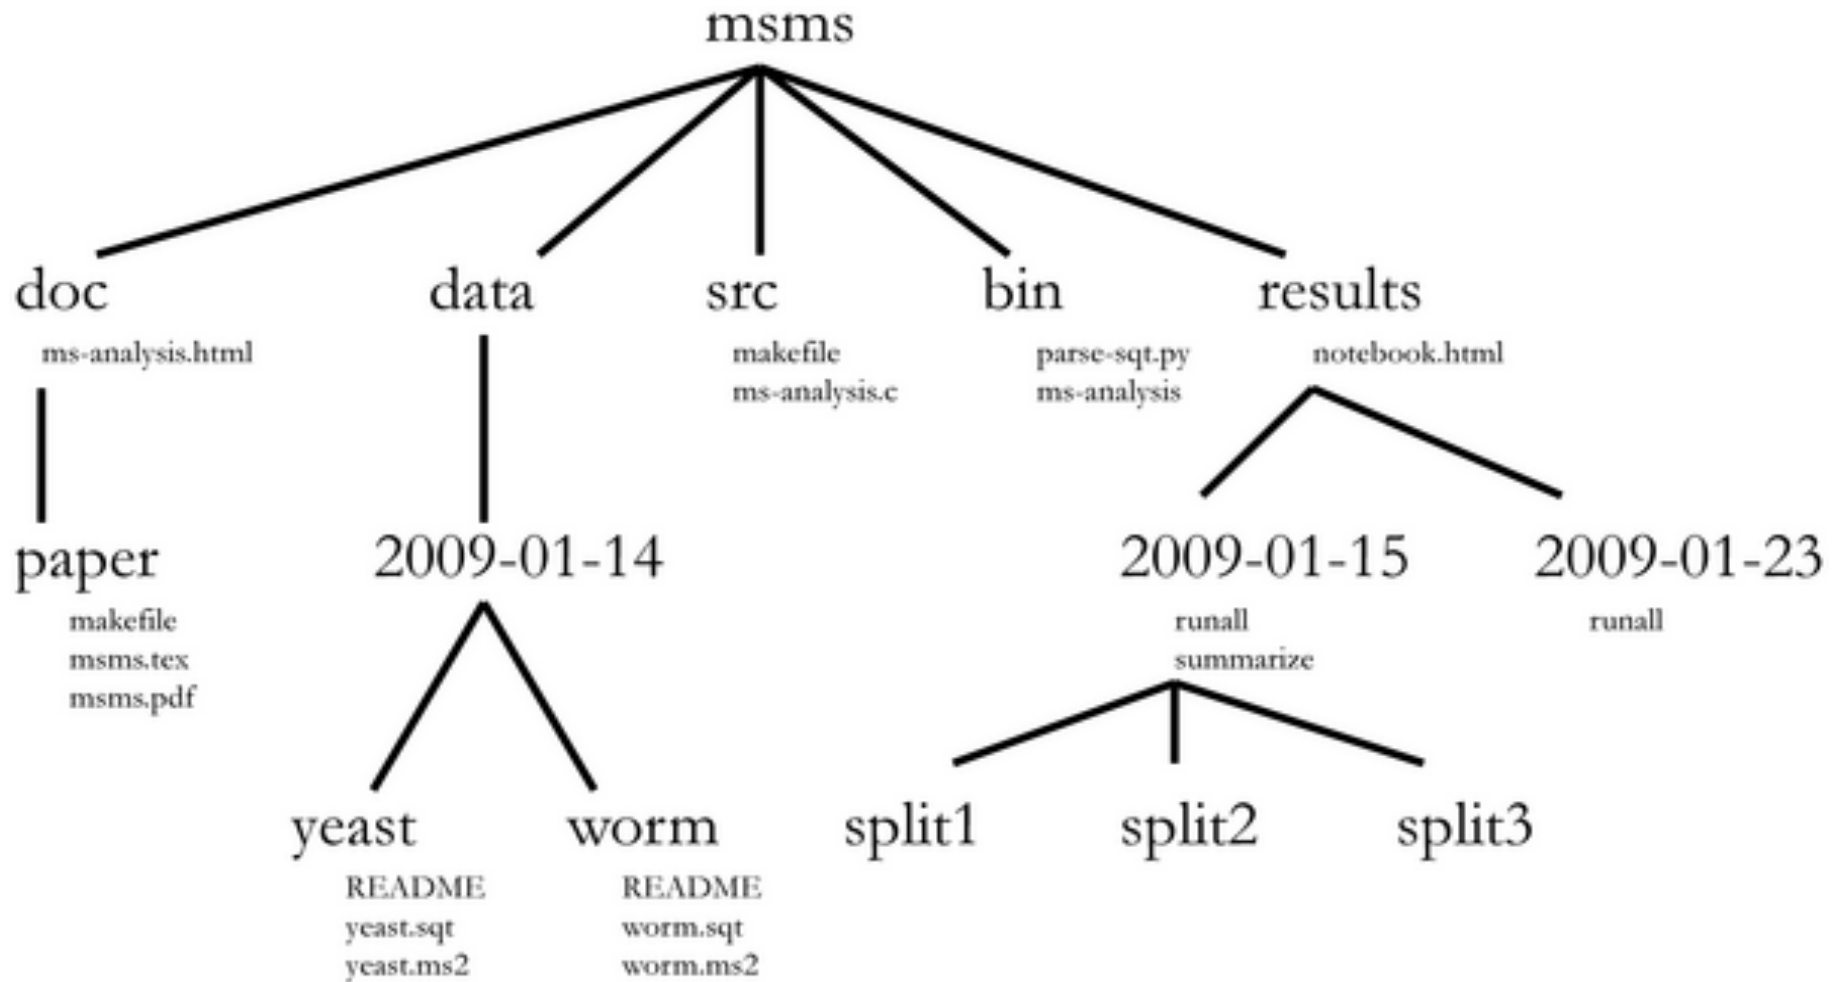 msms
doc
data
src
bin
results
ms-analysis.html
makefile
parse-sqt.py
notebook.html
ms-analysis.c
ms-analysis
paper
2009-01-14
2009-01-15
2009-01-23
makefile
runall
runall
msms.tex
summarize
msms.pdf
yeast
worm
split1
split2
split3
README
README
yeast.sqt
worm.sqt
yeast.ms2
worm.ms2